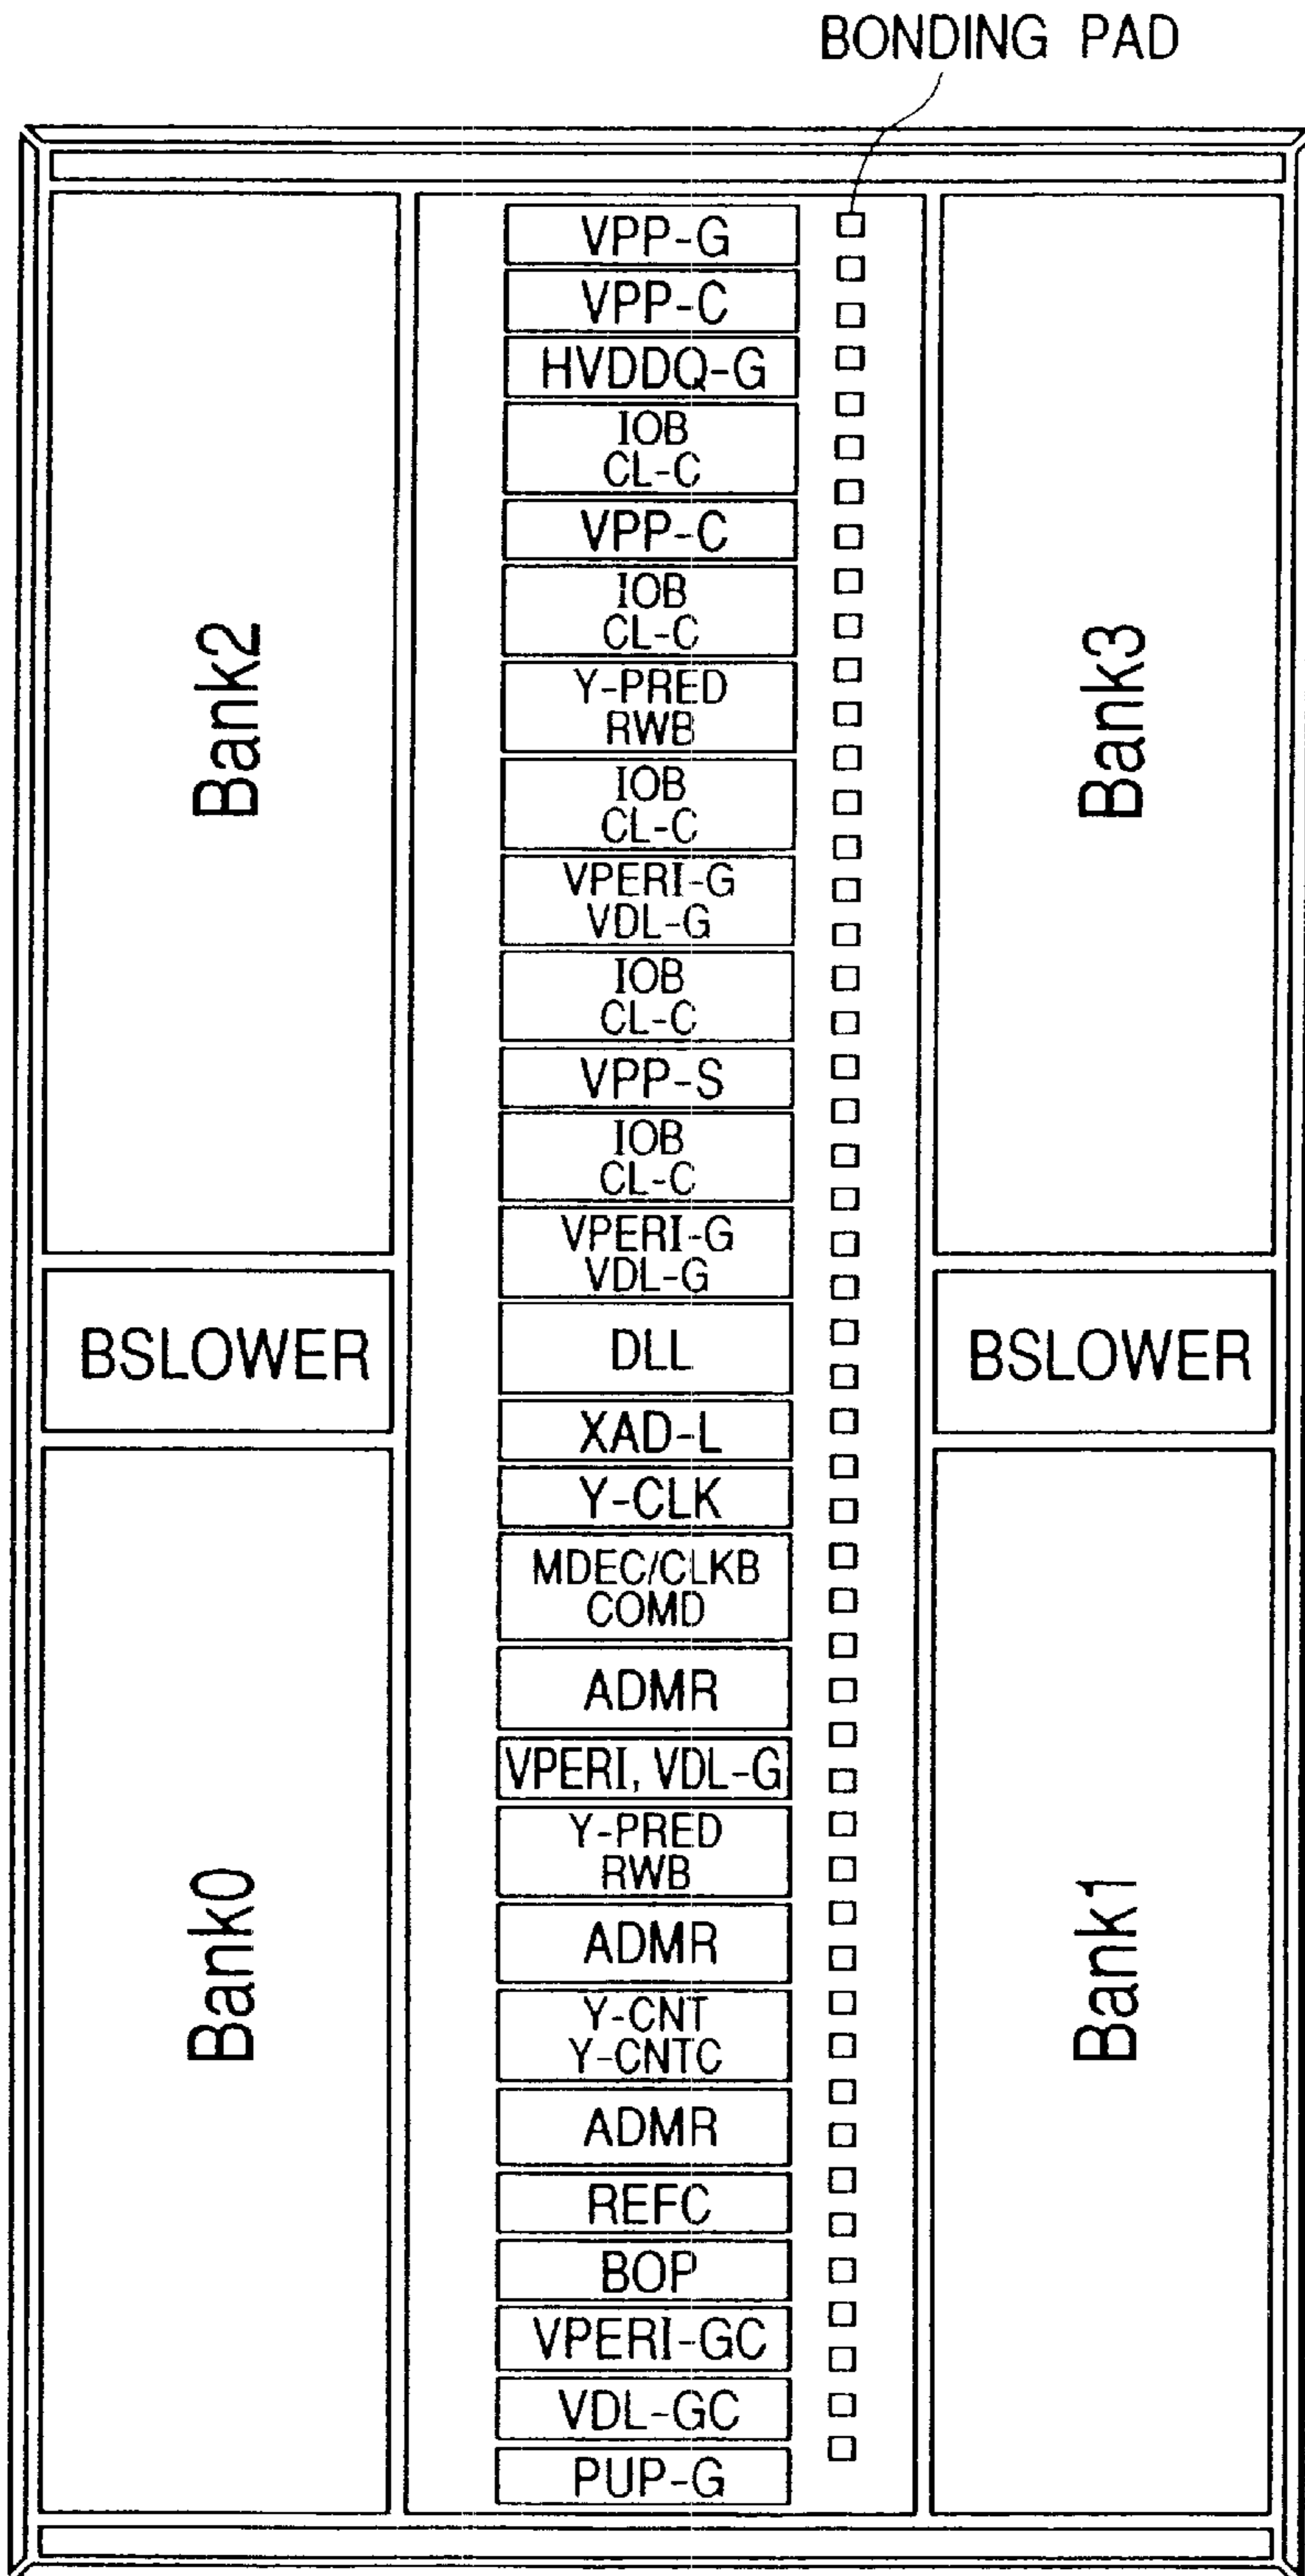 BONDING PAD
VPP-G
VPP-C
HVDDQ-G
IOB
CL-C
VPP-C
IOB
CL-C
Y-PRED
RWB
IOB
CL-C
VPERI-G
VDL-G
IOB
CL-C
VPP-S
IOB
CL-C
VPERI-G
VDL-G
DLL
XAD-L
Y-CLK
MDEC/CLKB
COMD
ADMR
VPERI, VDL-G
Y-PRED
RWB
ADMR
Y-CNT
Y-CNTC
ADMR
REFC
BOP
VPERI-GC
VDL-GC
PUP-G
Bank2
Bank3
BSLOWER
BSLOWER
Bank0
Bank1